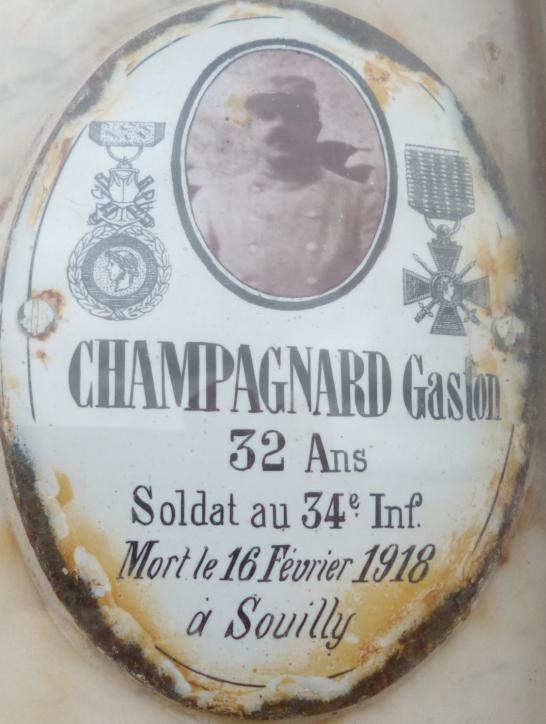 CHAMPAGNARD Gaston
32 Ans
Soldat au 34e Inf.
Mort le 16 Février 1918
à Souilly